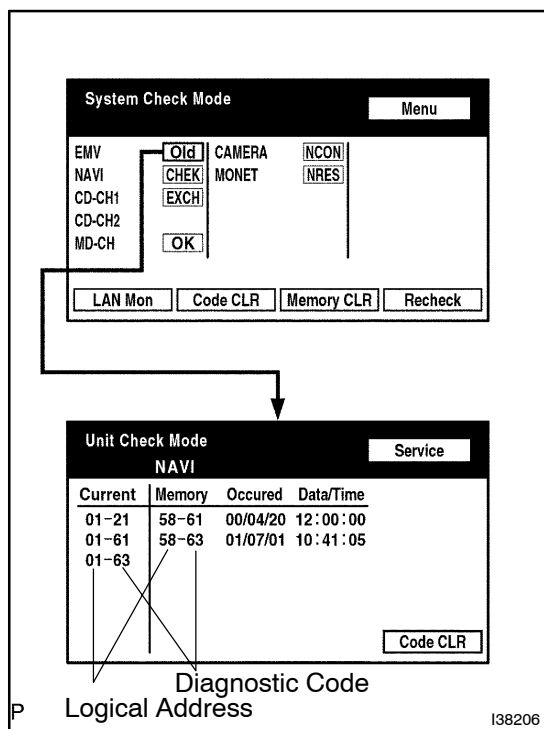 System Check Mode
Menu
EMV Old CAMERA NCON
NAVI CHEK MONET NRES
CD-CH1 EXCH
CD-CH2
MD-CH OK
LAN Mon Code CLR Memory CLR Recheck
Unit Check Mode
Service
NAVI
Current Memory Occured Data/Time
01-21 58-61 00/04/20 12:00:00
01-61 58-63 01/07/01 10:41:05
01-63
Code CLR
Diagnostic Code
P Logical Address
I38206